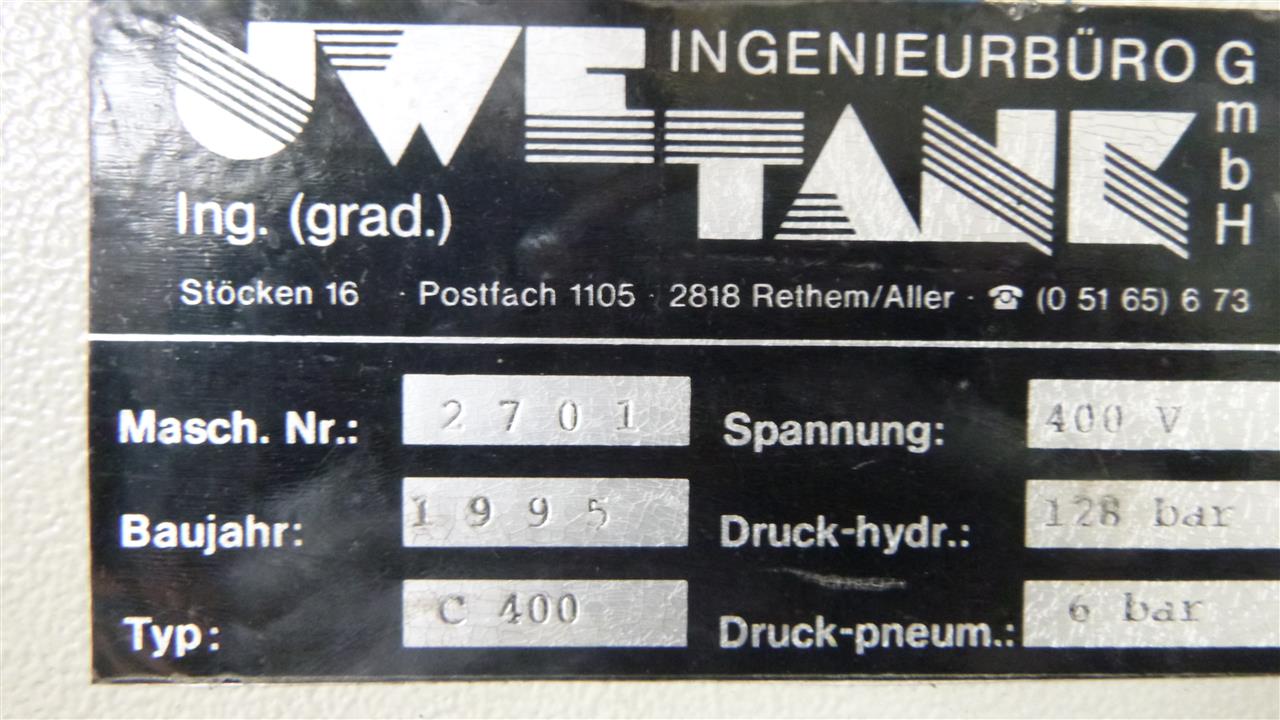 UWE TANK INGENIEURBÜRO GmbH
Ing. (grad.)
Stöcken 16 · Postfach 1105 · 2818 Rethem/Aller · ☎ (0 51 65) 6 73
Masch. Nr.: 2701 Spannung: 400 V
Baujahr: 1995 Druck-hydr.: 128 bar
Typ: C 400 Druck-pneum.: 6 bar